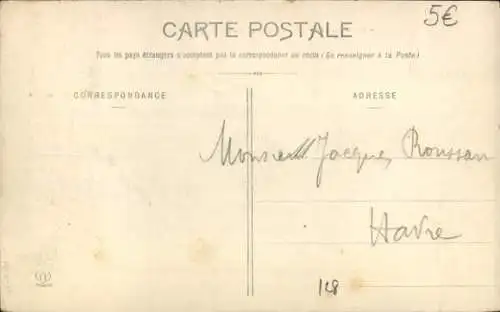 CARTE POSTALE
5€
Tous les pays étrangers n'acceptent pas la correspondance au recto (Se renseigner à la Poste)
CORRESPONDANCE
ADRESSE
Monsieur Jacques Roussan
Havre
128